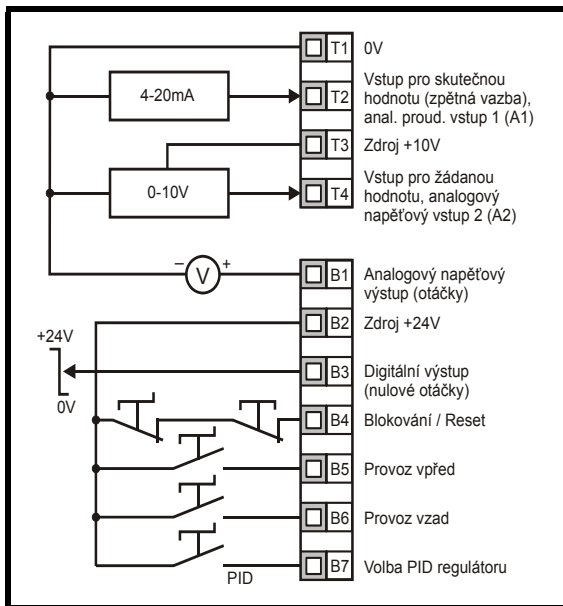 T1 0V
4-20mA
T2 Vstup pro skutečnou
hodnotu (zpětná vazba),
anal. proud. vstup 1 (A1)
T3 Zdroj +10V
0-10V
T4 Vstup pro žádanou
hodnotu, analogový
napěťový vstup 2 (A2)
– V +
B1 Analogový napěťový
výstup (otáčky)
B2 Zdroj +24V
+24V
0V
B3 Digitální výstup
(nulové otáčky)
B4 Blokování / Reset
B5 Provoz vpřed
B6 Provoz vzad
PID
B7 Volba PID regulátoru